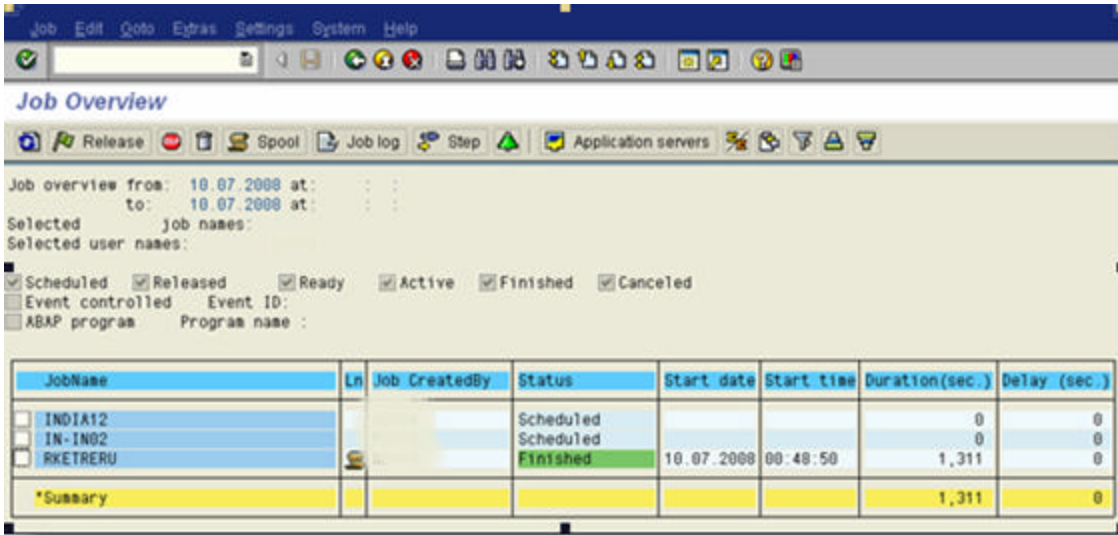 Job Edit Goto Extras Settings System Help
Job Overview
Release Spool Job log Step Application servers
Job overview from: 10.07.2008 at: : :
to: 10.07.2008 at: : :
Selected job names:
Selected user names:
Scheduled Released Ready Active Finished Canceled
Event controlled Event ID:
ABAP program Program name :
JobName Ln Job CreatedBy Status Start date Start time Duration(sec.) Delay (sec.)
INDIA12 Scheduled 0 0
IN-IN02 Scheduled 0 0
RKETRERU Finished 10.07.2008 00:48:50 1,311 0
*Summary 1,311 0